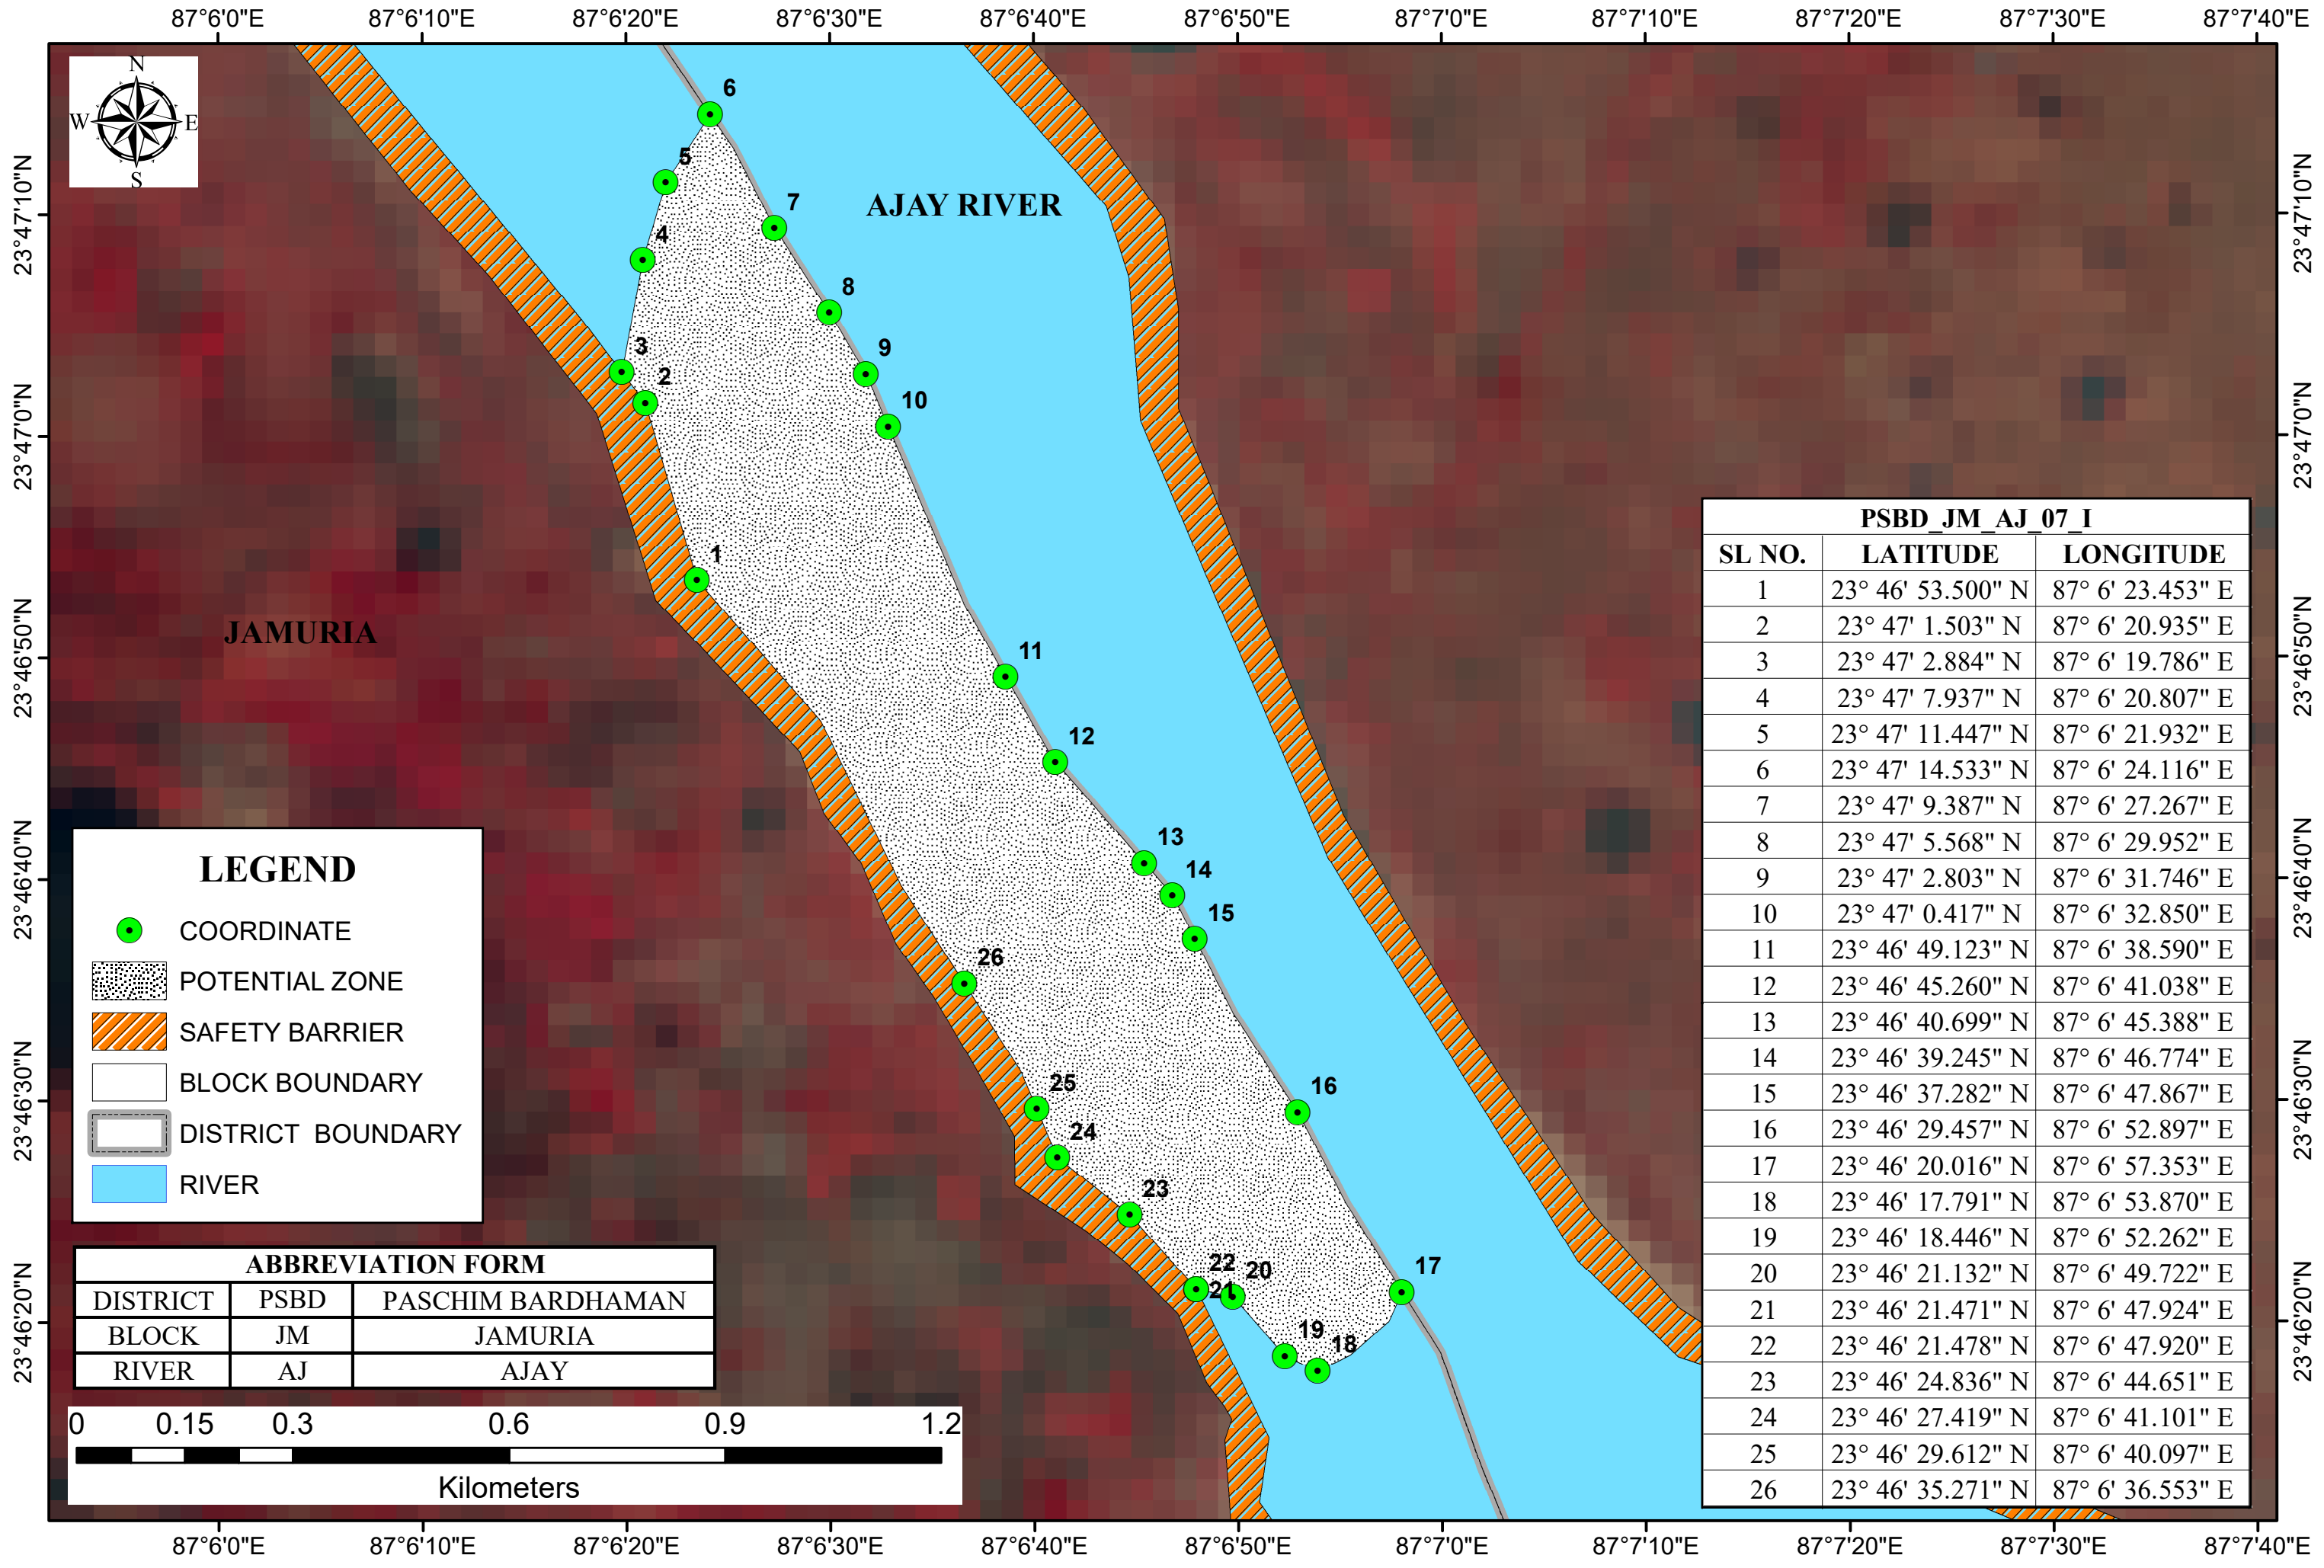 87°6'0"E 87°6'10"E 87°6'20"E 87°6'30"E 87°6'40"E 87°6'50"E 87°7'0"E 87°7'10"E 87°7'20"E 87°7'30"E 87°7'40"E
N
W E
S
23°47'10"N
23°47'0"N
23°46'50"N
23°46'40"N
23°46'30"N
23°46'20"N
6
5
7
4
8
3
9
2
10
1
11
12
13
14
15
26
16
25
24
23
22
20
21
17
19
18
AJAY RIVER
JAMURIA
LEGEND
COORDINATE
POTENTIAL ZONE
SAFETY BARRIER
BLOCK BOUNDARY
DISTRICT BOUNDARY
RIVER
ABBREVIATION FORM
DISTRICT PSBD PASCHIM BARDHAMAN
BLOCK JM JAMURIA
RIVER AJ AJAY
0 0.15 0.3 0.6 0.9 1.2
Kilometers
PSBD_JM_AJ_07_I
SL NO. LATITUDE LONGITUDE
1 23° 46' 53.500" N 87° 6' 23.453" E
2 23° 47' 1.503" N 87° 6' 20.935" E
3 23° 47' 2.884" N 87° 6' 19.786" E
4 23° 47' 7.937" N 87° 6' 20.807" E
5 23° 47' 11.447" N 87° 6' 21.932" E
6 23° 47' 14.533" N 87° 6' 24.116" E
7 23° 47' 9.387" N 87° 6' 27.267" E
8 23° 47' 5.568" N 87° 6' 29.952" E
9 23° 47' 2.803" N 87° 6' 31.746" E
10 23° 47' 0.417" N 87° 6' 32.850" E
11 23° 46' 49.123" N 87° 6' 38.590" E
12 23° 46' 45.260" N 87° 6' 41.038" E
13 23° 46' 40.699" N 87° 6' 45.388" E
14 23° 46' 39.245" N 87° 6' 46.774" E
15 23° 46' 37.282" N 87° 6' 47.867" E
16 23° 46' 29.457" N 87° 6' 52.897" E
17 23° 46' 20.016" N 87° 6' 57.353" E
18 23° 46' 17.791" N 87° 6' 53.870" E
19 23° 46' 18.446" N 87° 6' 52.262" E
20 23° 46' 21.132" N 87° 6' 49.722" E
21 23° 46' 21.471" N 87° 6' 47.924" E
22 23° 46' 21.478" N 87° 6' 47.920" E
23 23° 46' 24.836" N 87° 6' 44.651" E
24 23° 46' 27.419" N 87° 6' 41.101" E
25 23° 46' 29.612" N 87° 6' 40.097" E
26 23° 46' 35.271" N 87° 6' 36.553" E
23°47'10"N
23°47'0"N
23°46'50"N
23°46'40"N
23°46'30"N
23°46'20"N
87°6'0"E 87°6'10"E 87°6'20"E 87°6'30"E 87°6'40"E 87°6'50"E 87°7'0"E 87°7'10"E 87°7'20"E 87°7'30"E 87°7'40"E